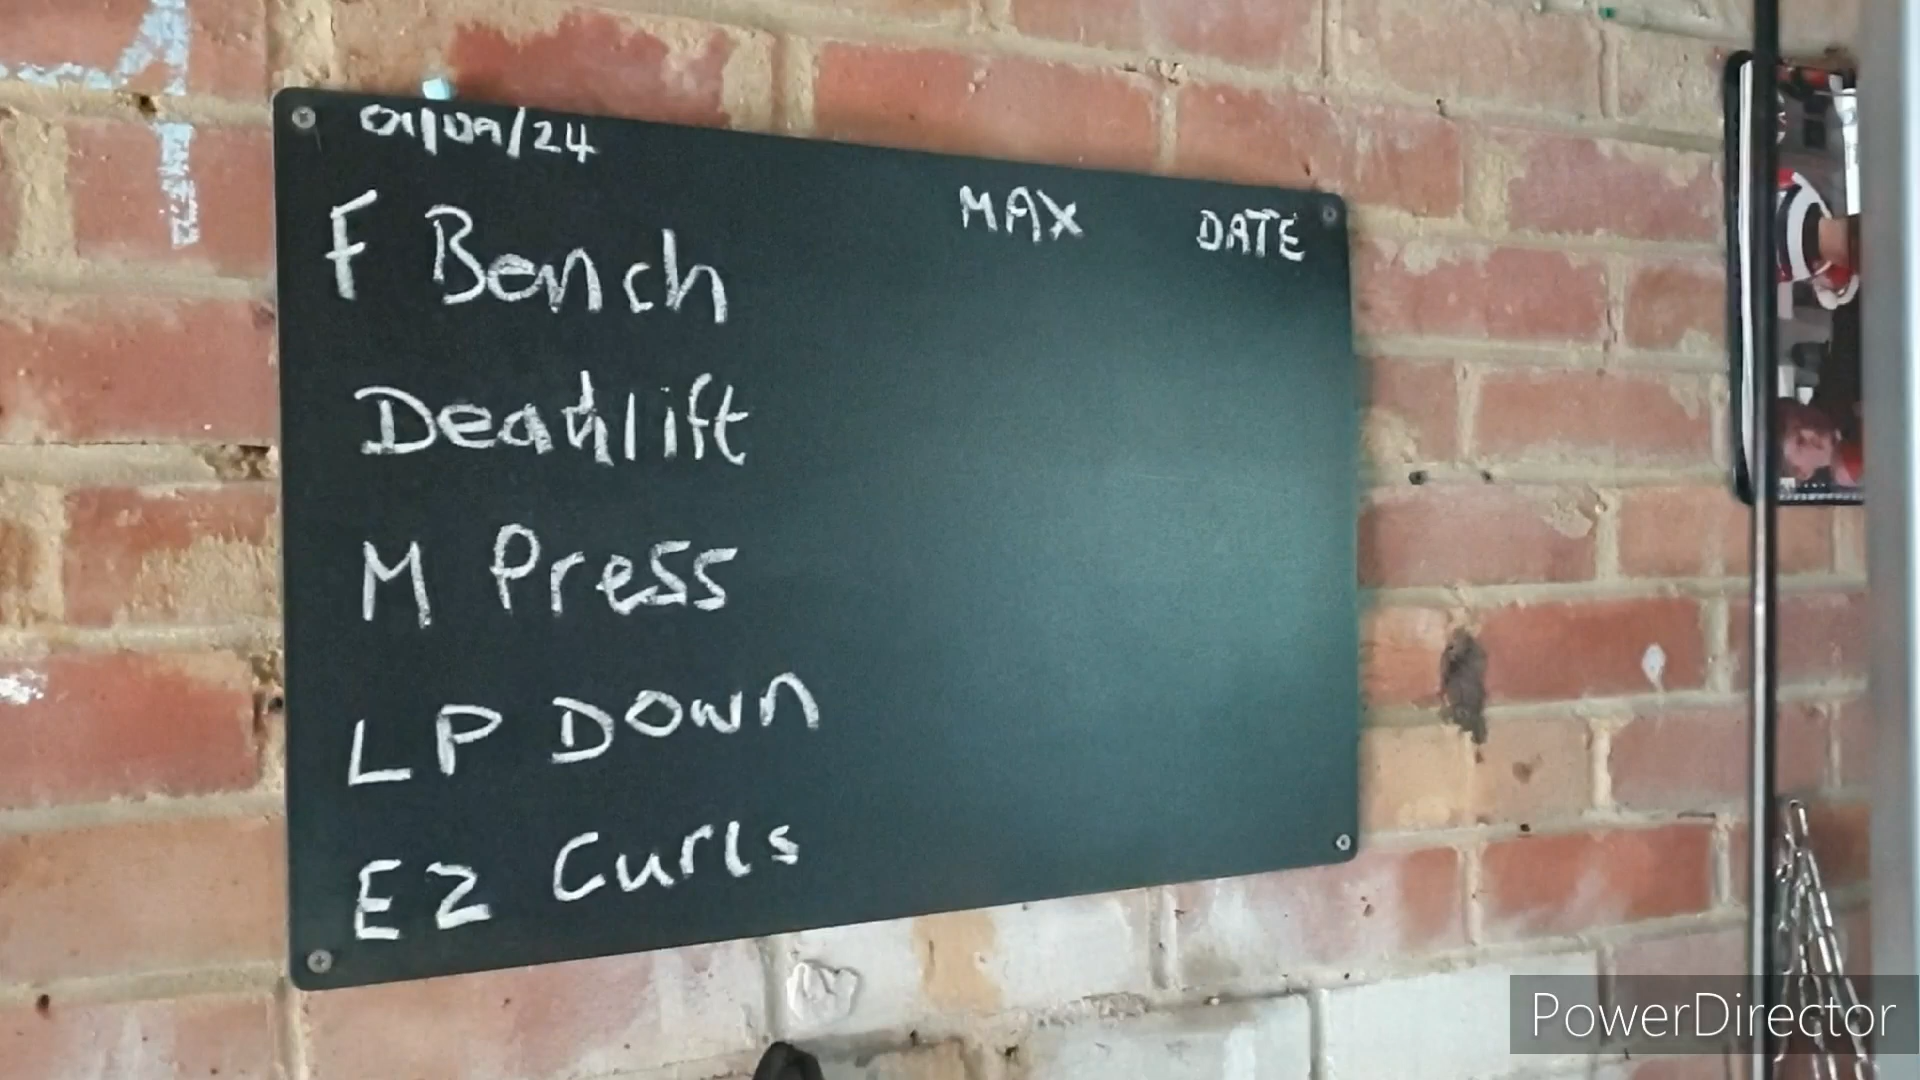 01/09/24
MAX DATE
F Bench
Deadlift
M Press
LP Down
EZ Curls
PowerDirector